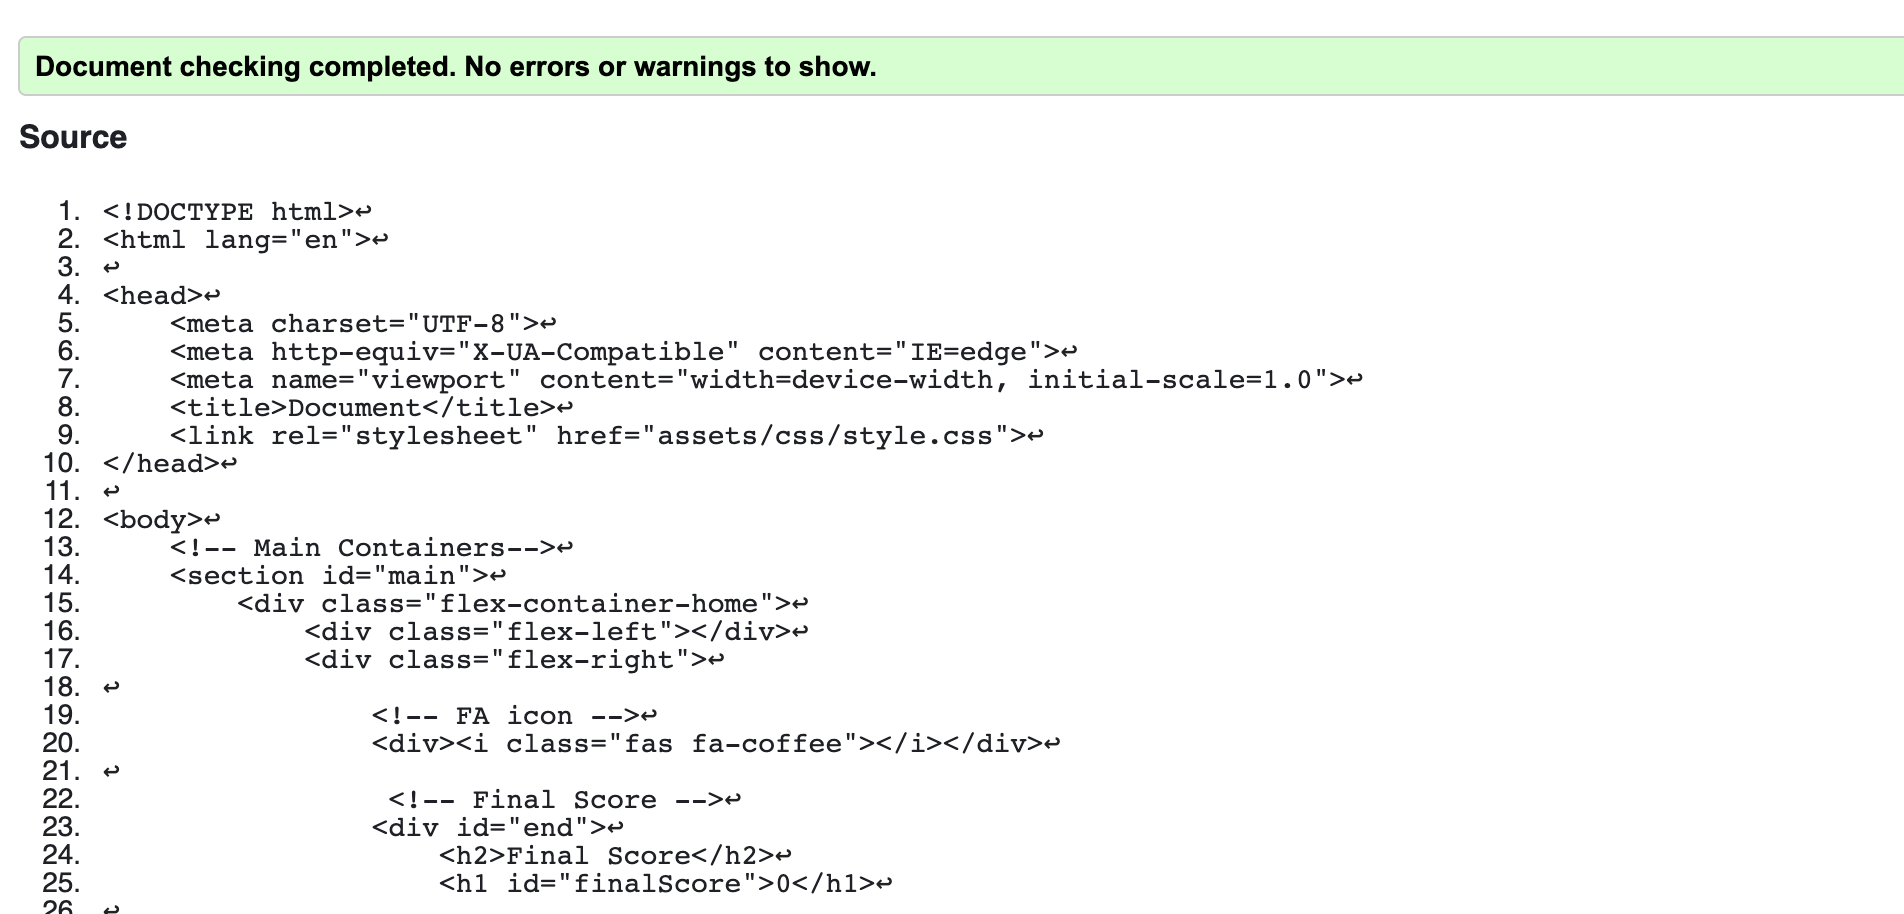 Document checking completed. No errors or warnings to show.
Source
1. <!DOCTYPE html>↩
2. <html lang="en">↩
3. ↩
4. <head>↩
5.     <meta charset="UTF-8">↩
6.     <meta http-equiv="X-UA-Compatible" content="IE=edge">↩
7.     <meta name="viewport" content="width=device-width, initial-scale=1.0">↩
8.     <title>Document</title>↩
9.     <link rel="stylesheet" href="assets/css/style.css">↩
10. </head>↩
11. ↩
12. <body>↩
13.     <!-- Main Containers-->↩
14.     <section id="main">↩
15.         <div class="flex-container-home">↩
16.             <div class="flex-left"></div>↩
17.             <div class="flex-right">↩
18. ↩
19.                 <!-- FA icon -->↩
20.                 <div><i class="fas fa-coffee"></i></div>↩
21. ↩
22.                  <!-- Final Score -->↩
23.                 <div id="end">↩
24.                     <h2>Final Score</h2>↩
25.                     <h1 id="finalScore">0</h1>↩
26. ↩